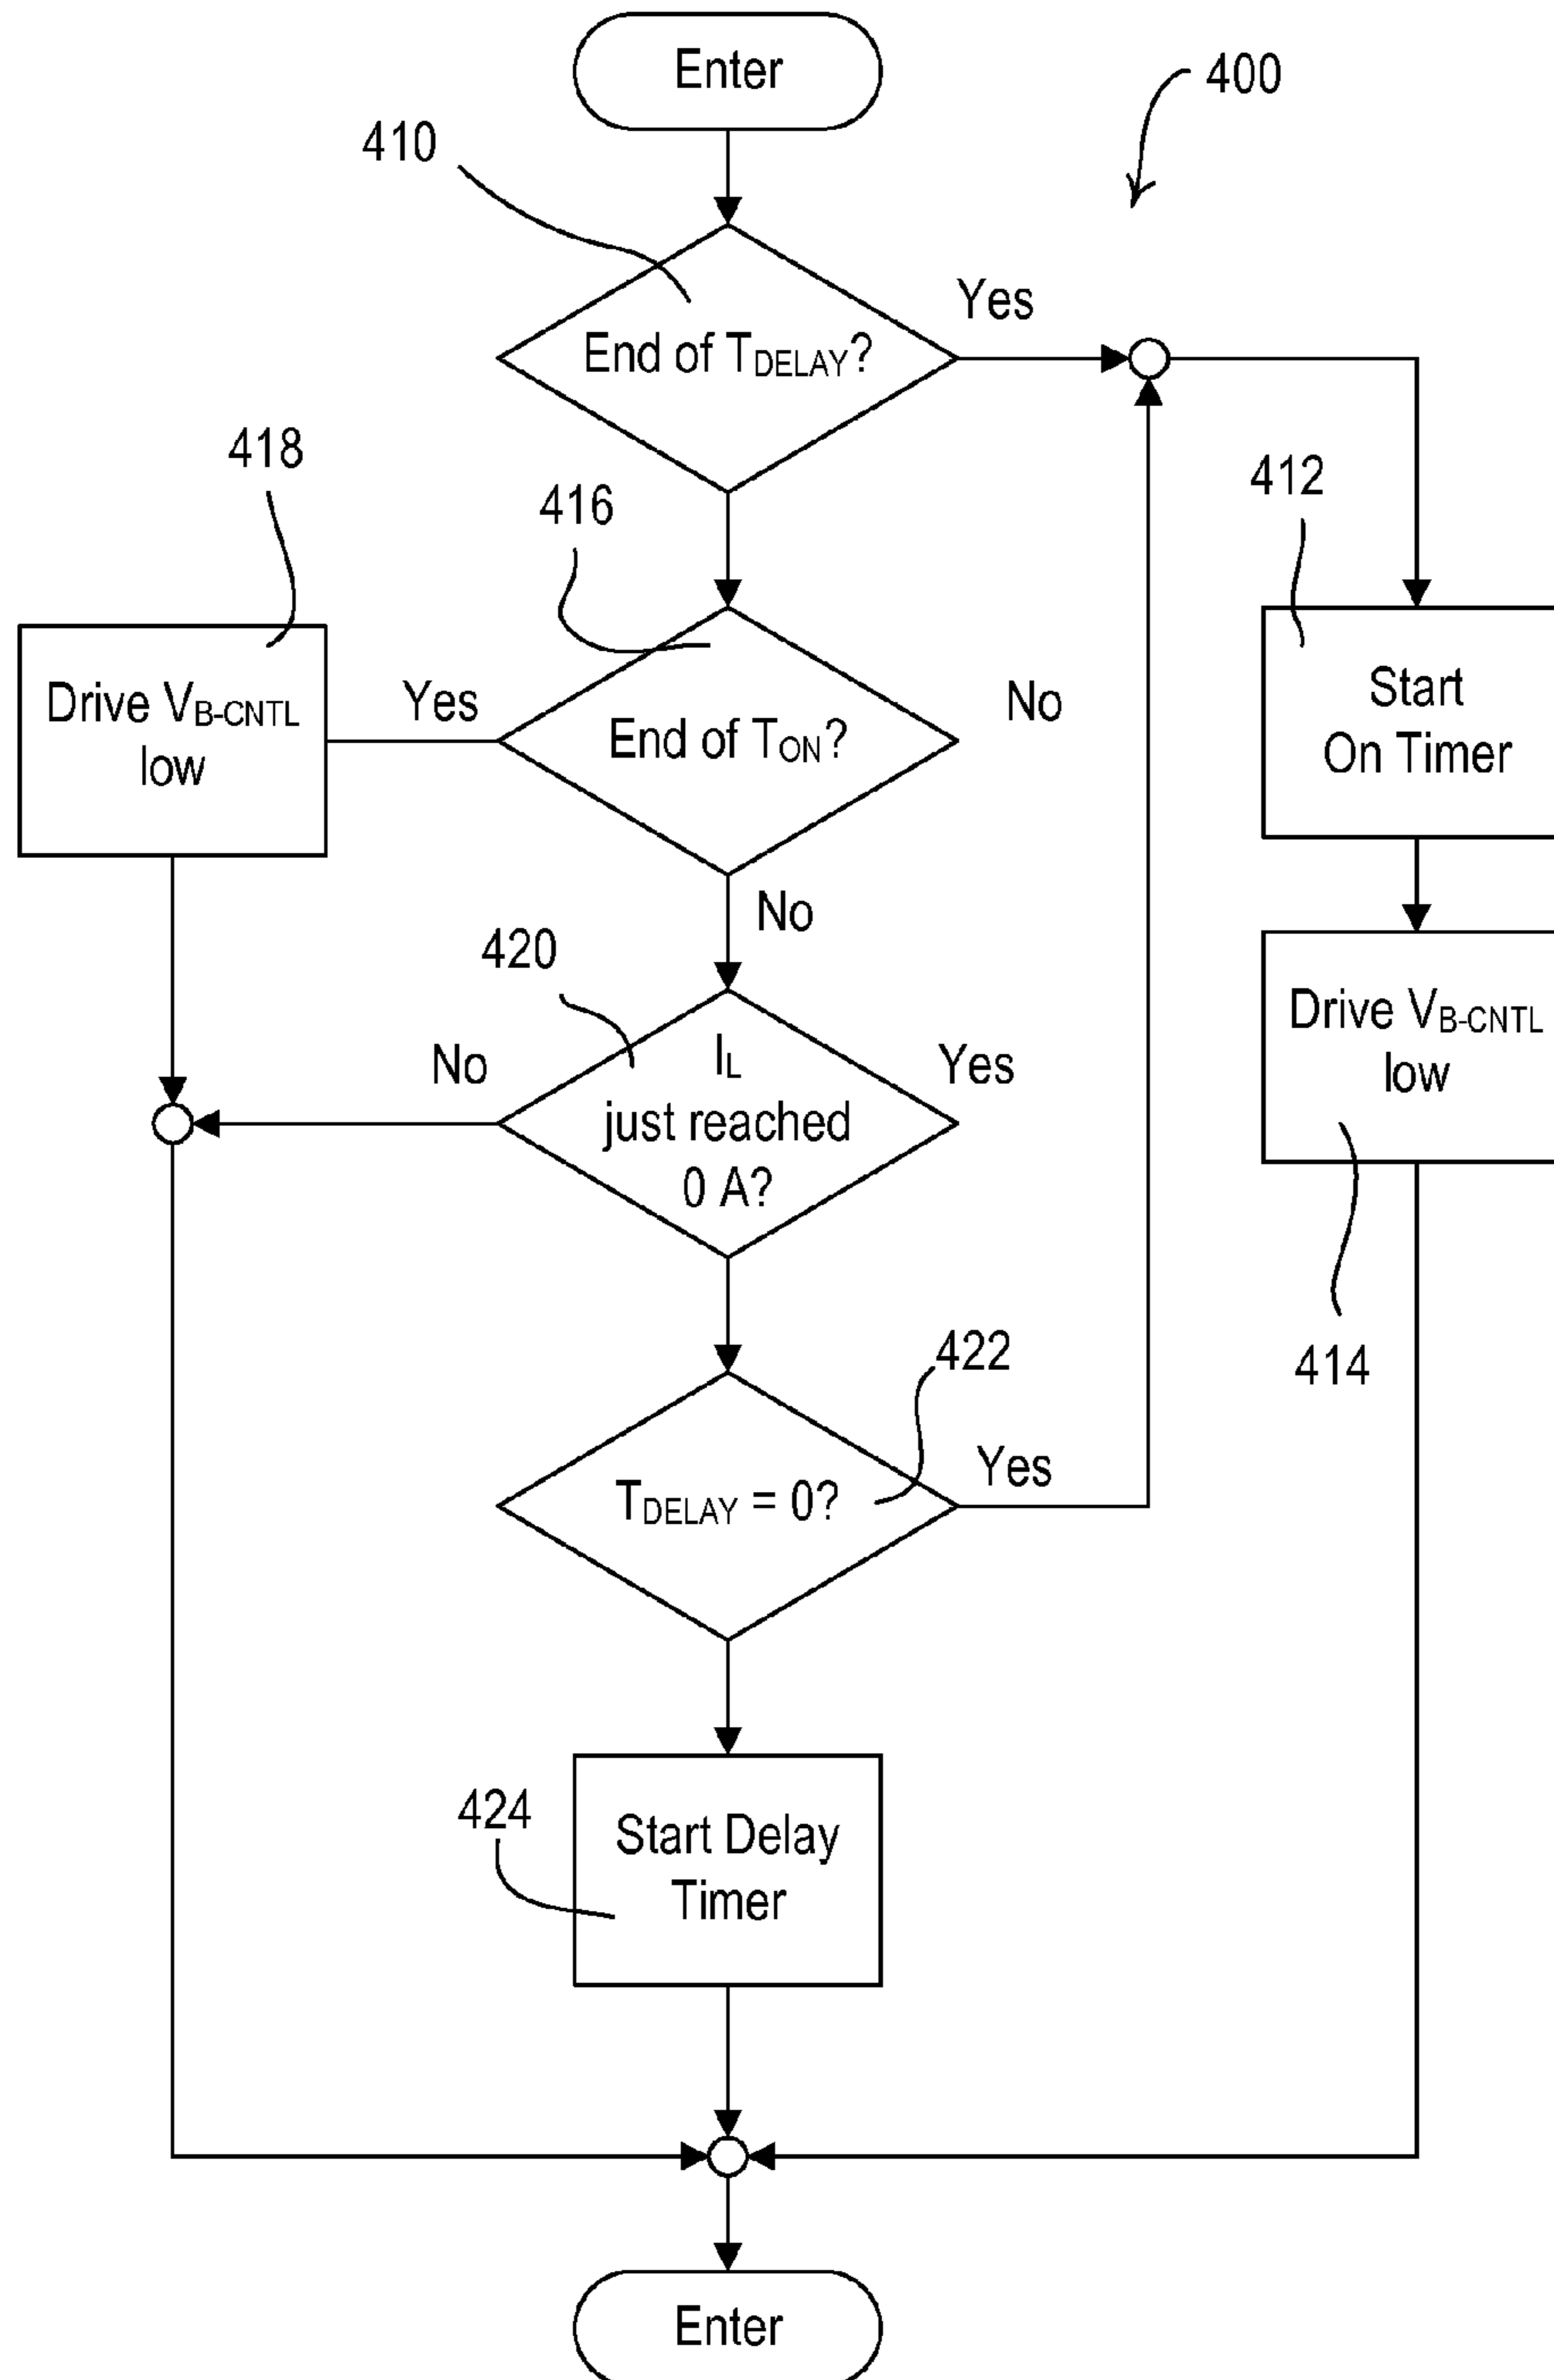 Enter
400
410
End of TDELAY?
Yes
418
416
412
Drive VB-CNTL
low
Yes
End of TON?
No
Start
On Timer
No
420
No
IL
just reached
0 A?
Yes
Drive VB-CNTL
low
422
414
TDELAY = 0?
Yes
424
Start Delay
Timer
Enter